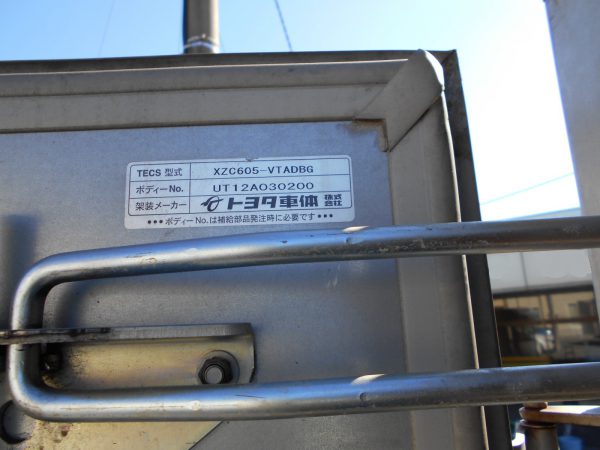 TECS 型式 XZC605-VTADBG
ボディーNo. UT12A030200
架装メーカー トヨタ車体 株式会社
●●●ボディーNo.は補給部品発注時に必要です●●●